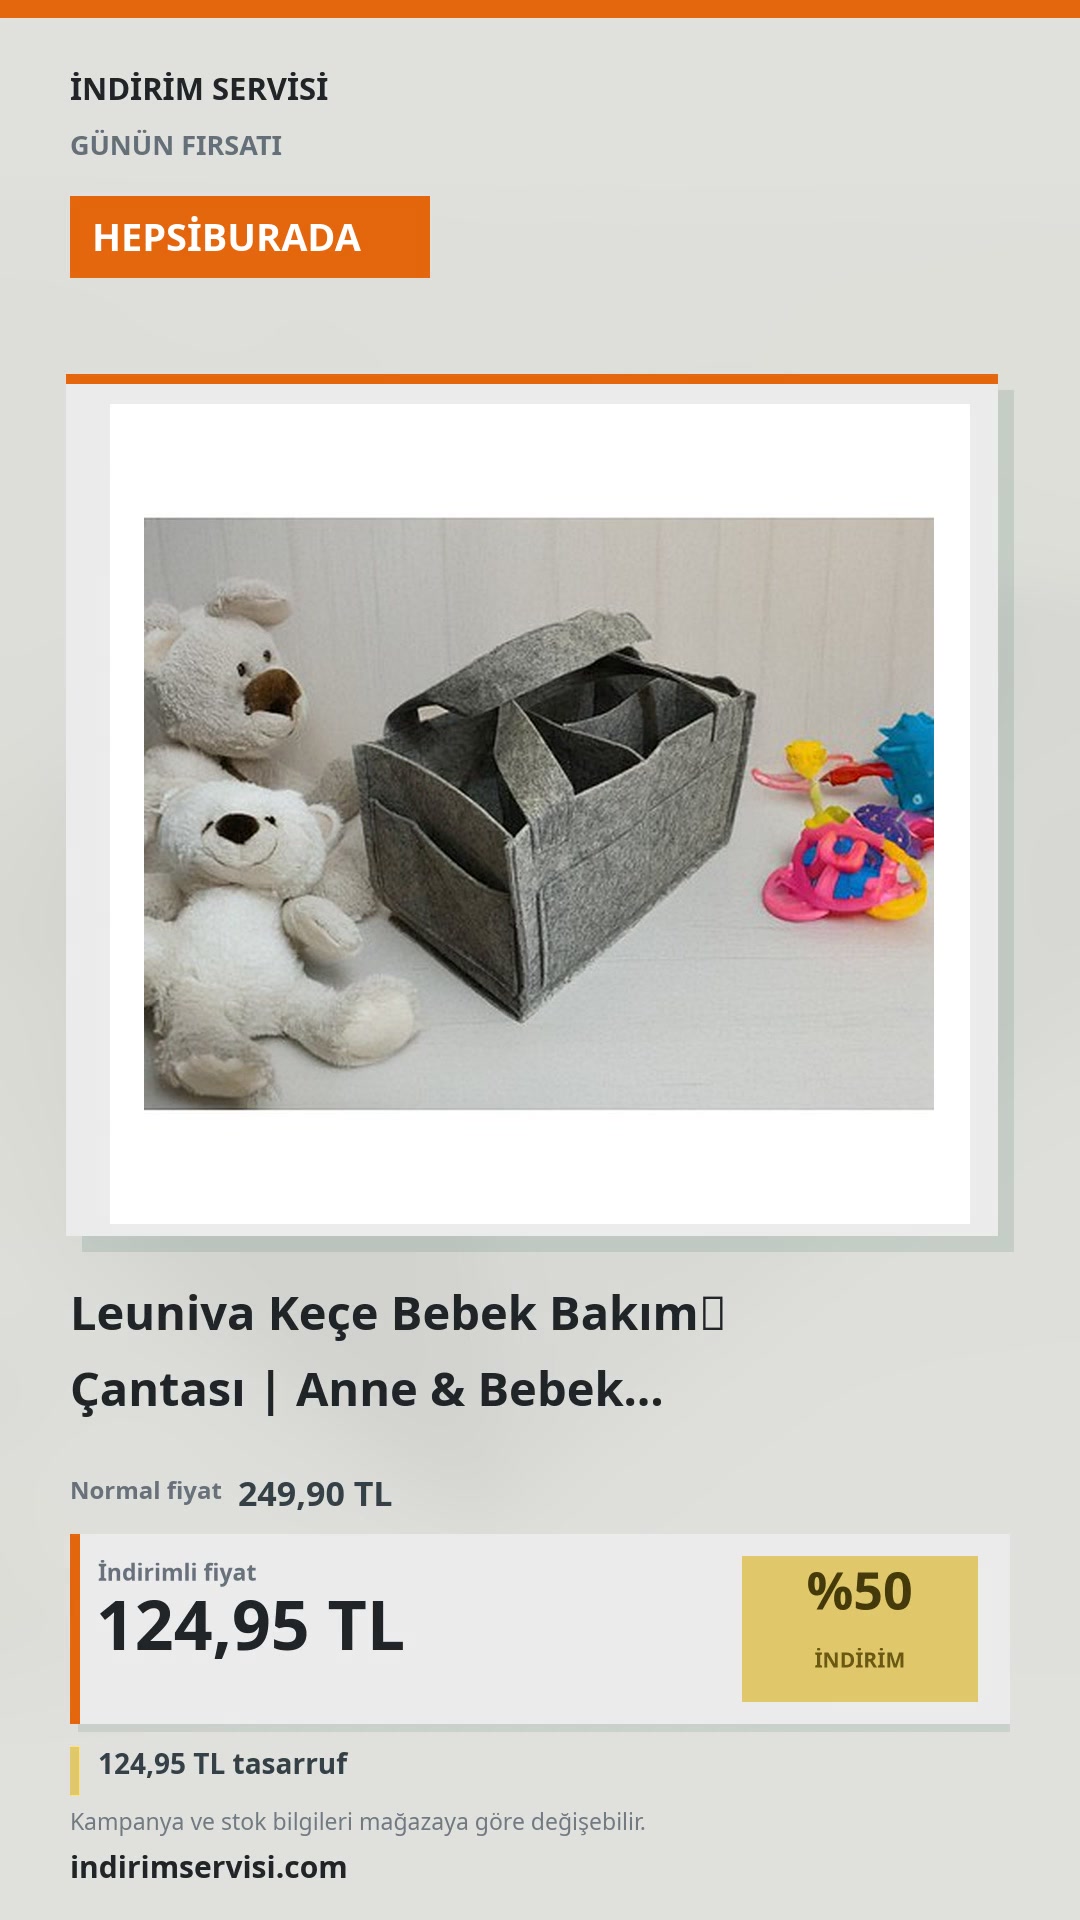 İNDİRİM SERVİSİ
GÜNÜN FIRSATI
HEPSİBURADA
Leuniva Keçe Bebek Bakım
Çantası | Anne & Bebek...
Normal fiyat 249,90 TL
İndirimli fiyat
124,95 TL
%50
İNDİRİM
124,95 TL tasarruf
Kampanya ve stok bilgileri mağazaya göre değişebilir.
indirimservisi.com